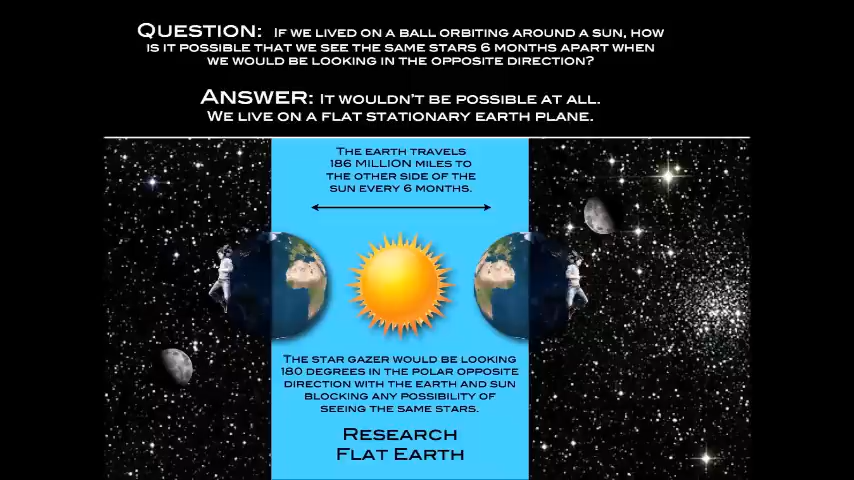 QUESTION: IF WE LIVED ON A BALL ORBITING AROUND A SUN, HOW
IS IT POSSIBLE THAT WE SEE THE SAME STARS 6 MONTHS APART WHEN
WE WOULD BE LOOKING IN THE OPPOSITE DIRECTION?
ANSWER: IT WOULDN'T BE POSSIBLE AT ALL.
WE LIVE ON A FLAT STATIONARY EARTH PLANE.
THE EARTH TRAVELS
186 MILLION MILES TO
THE OTHER SIDE OF THE
SUN EVERY 6 MONTHS.
THE STAR GAZER WOULD BE LOOKING
180 DEGREES IN THE POLAR OPPOSITE
DIRECTION WITH THE EARTH AND SUN
BLOCKING ANY POSSIBILITY OF
SEEING THE SAME STARS.
RESEARCH
FLAT EARTH